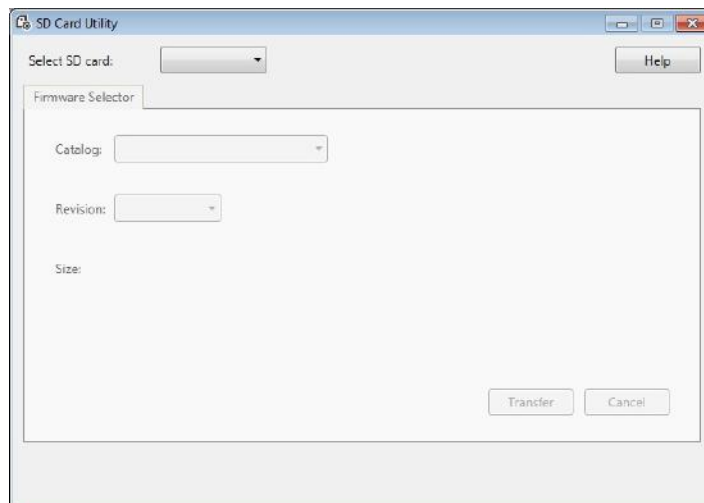 SD Card Utility
Select SD card:
Help
Firmware Selector
Catalog:
Revision:
Size:
Transfer Cancel